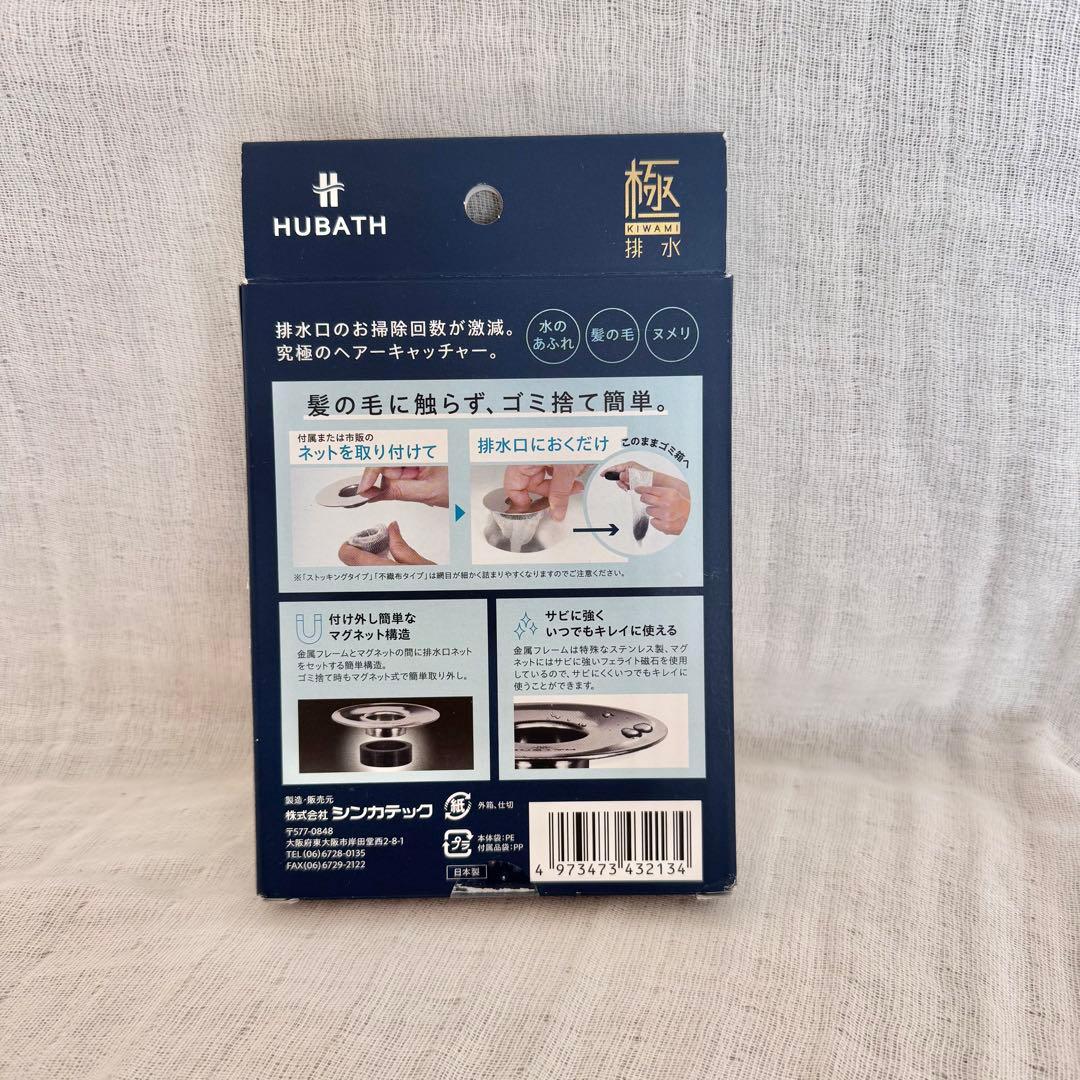 HUBATH
極
KIWAMI
排水
排水口のお掃除回数が激減。
究極のヘアーキャッチャー。
水の
あふれ
髪の毛
ヌメリ
髪の毛に触らず、ゴミ捨て簡単。
付属または市販の
ネットを取り付けて
排水口におくだけ
このままゴミ箱へ
※「ストッキングタイプ」「不織布タイプ」は網目が細かく詰まりやすくなりますのでご注意ください。
付け外し簡単な
マグネット構造
金属フレームとマグネットの間に排水口ネット
をセットする簡単構造。
ゴミ捨て時もマグネット式で簡単取り外し。
サビに強く
いつでもキレイに使える
金属フレームは特殊なステンレス製、マグ
ネットにはサビに強いフェライト磁石を使用
しているので、サビにくくいつでもキレイに
使うことができます。
製造・販売元
株式会社 シンカテック
〒577-0848
大阪府東大阪市岸田堂西2-8-1
TEL(06)6728-0135
FAX(06)6729-2122
紙
外箱、仕切
プラ
本体袋:PE
付属品袋:PP
日本製
4 973473 432134